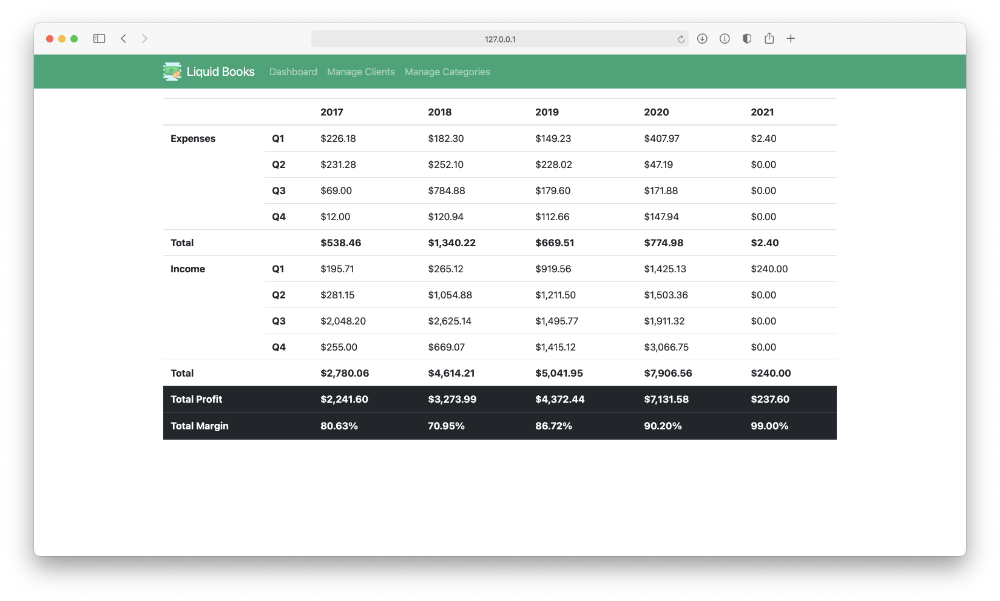 127.0.0.1
Liquid Books Dashboard Manage Clients Manage Categories
2017 2018 2019 2020 2021
Expenses Q1 $226.18 $182.30 $149.23 $407.97 $2.40
Q2 $231.28 $252.10 $228.02 $47.19 $0.00
Q3 $69.00 $784.88 $179.60 $171.88 $0.00
Q4 $12.00 $120.94 $112.66 $147.94 $0.00
Total $538.46 $1,340.22 $669.51 $774.98 $2.40
Income Q1 $195.71 $265.12 $919.56 $1,425.13 $240.00
Q2 $281.15 $1,054.88 $1,211.50 $1,503.36 $0.00
Q3 $2,048.20 $2,625.14 $1,495.77 $1,911.32 $0.00
Q4 $255.00 $669.07 $1,415.12 $3,066.75 $0.00
Total $2,780.06 $4,614.21 $5,041.95 $7,906.56 $240.00
Total Profit $2,241.60 $3,273.99 $4,372.44 $7,131.58 $237.60
Total Margin 80.63% 70.95% 86.72% 90.20% 99.00%